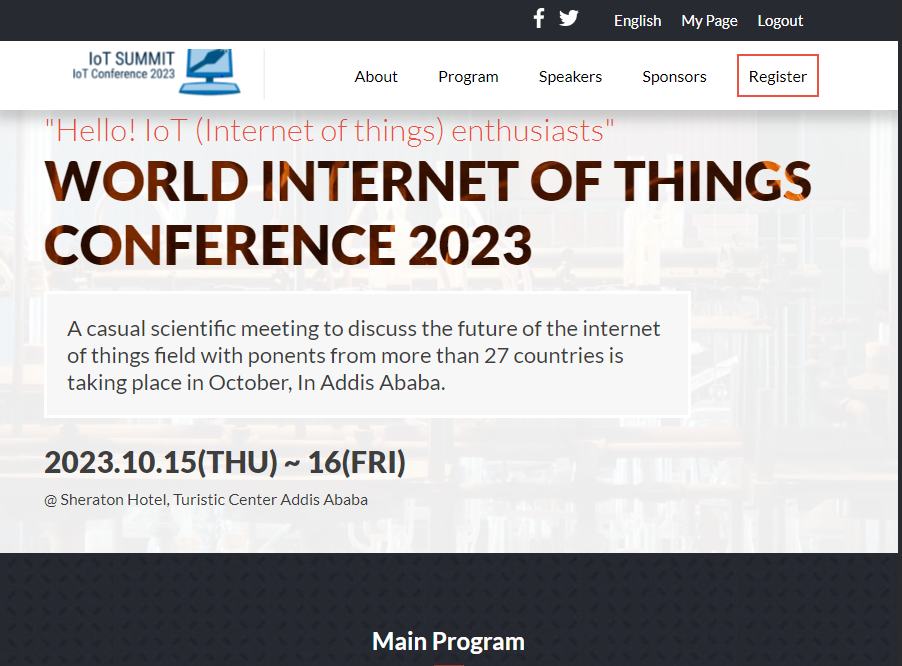 English My Page Logout
IoT SUMMIT
IoT Conference 2023
About Program Speakers Sponsors Register
"Hello! IoT (Internet of things) enthusiasts"
WORLD INTERNET OF THINGS
CONFERENCE 2023
A casual scientific meeting to discuss the future of the internet
of things field with ponents from more than 27 countries is
taking place in October, In Addis Ababa.
2023.10.15(THU) ~ 16(FRI)
@ Sheraton Hotel, Turistic Center Addis Ababa
Main Program